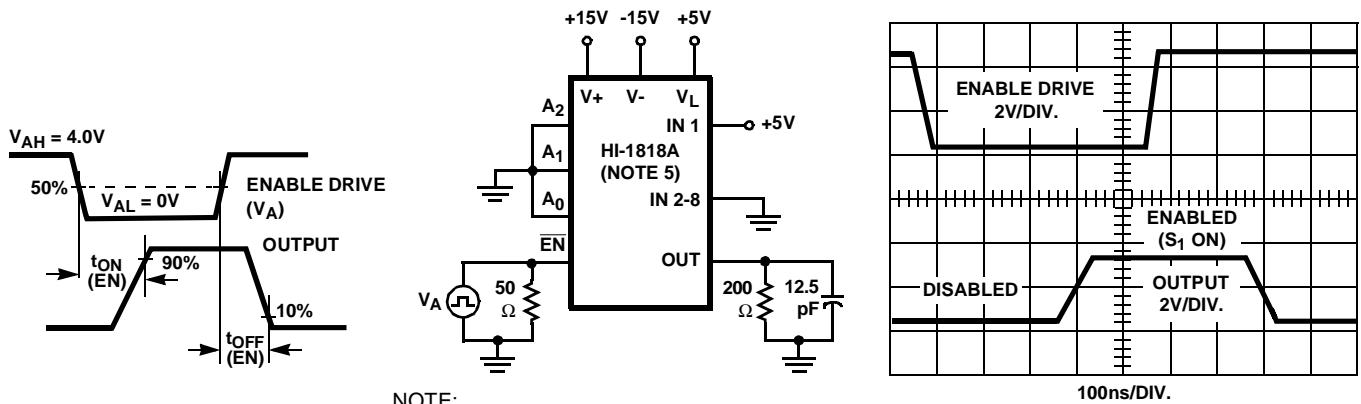 V_AH = 4.0V
50%
V_AL = 0V
ENABLE DRIVE
(V_A)
OUTPUT
t_ON
(EN)
90%
10%
t_OFF
(EN)
+15V -15V +5V
V+ V- V_L
A_2
IN 1
+5V
A_1
HI-1818A
(NOTE 5)
A_0
IN 2-8
EN
OUT
V_A
50
Ω
200
Ω
12.5
pF
NOTE:
ENABLE DRIVE
2V/DIV.
ENABLED
(S_1 ON)
DISABLED
OUTPUT
2V/DIV.
100ns/DIV.